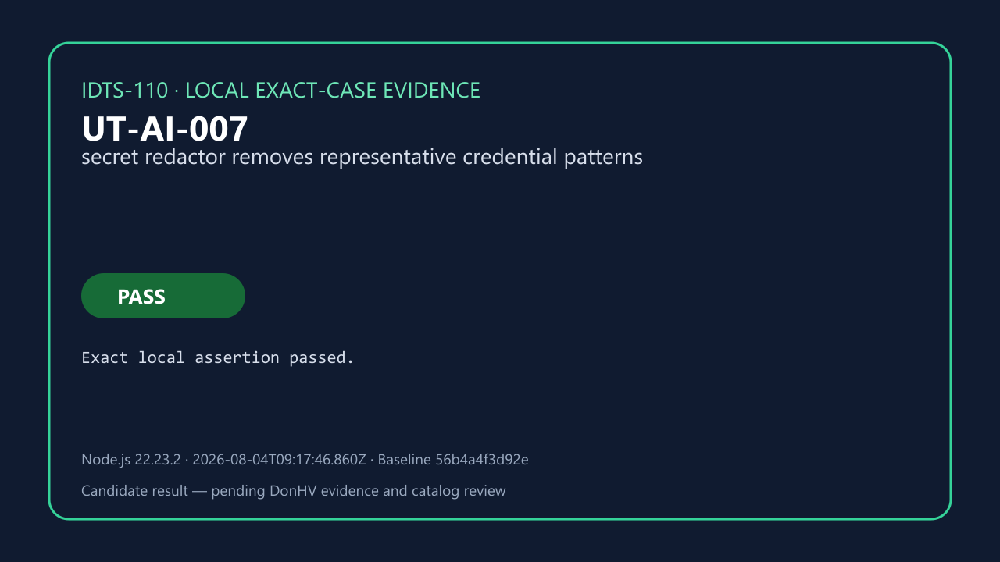 IDTS-110 · LOCAL EXACT-CASE EVIDENCE
UT-AI-007
secret redactor removes representative credential patterns
PASS
Exact local assertion passed.
Node.js 22.23.2 · 2026-08-04T09:17:46.860Z · Baseline 56b4a4f3d92e
Candidate result — pending DonHV evidence and catalog review